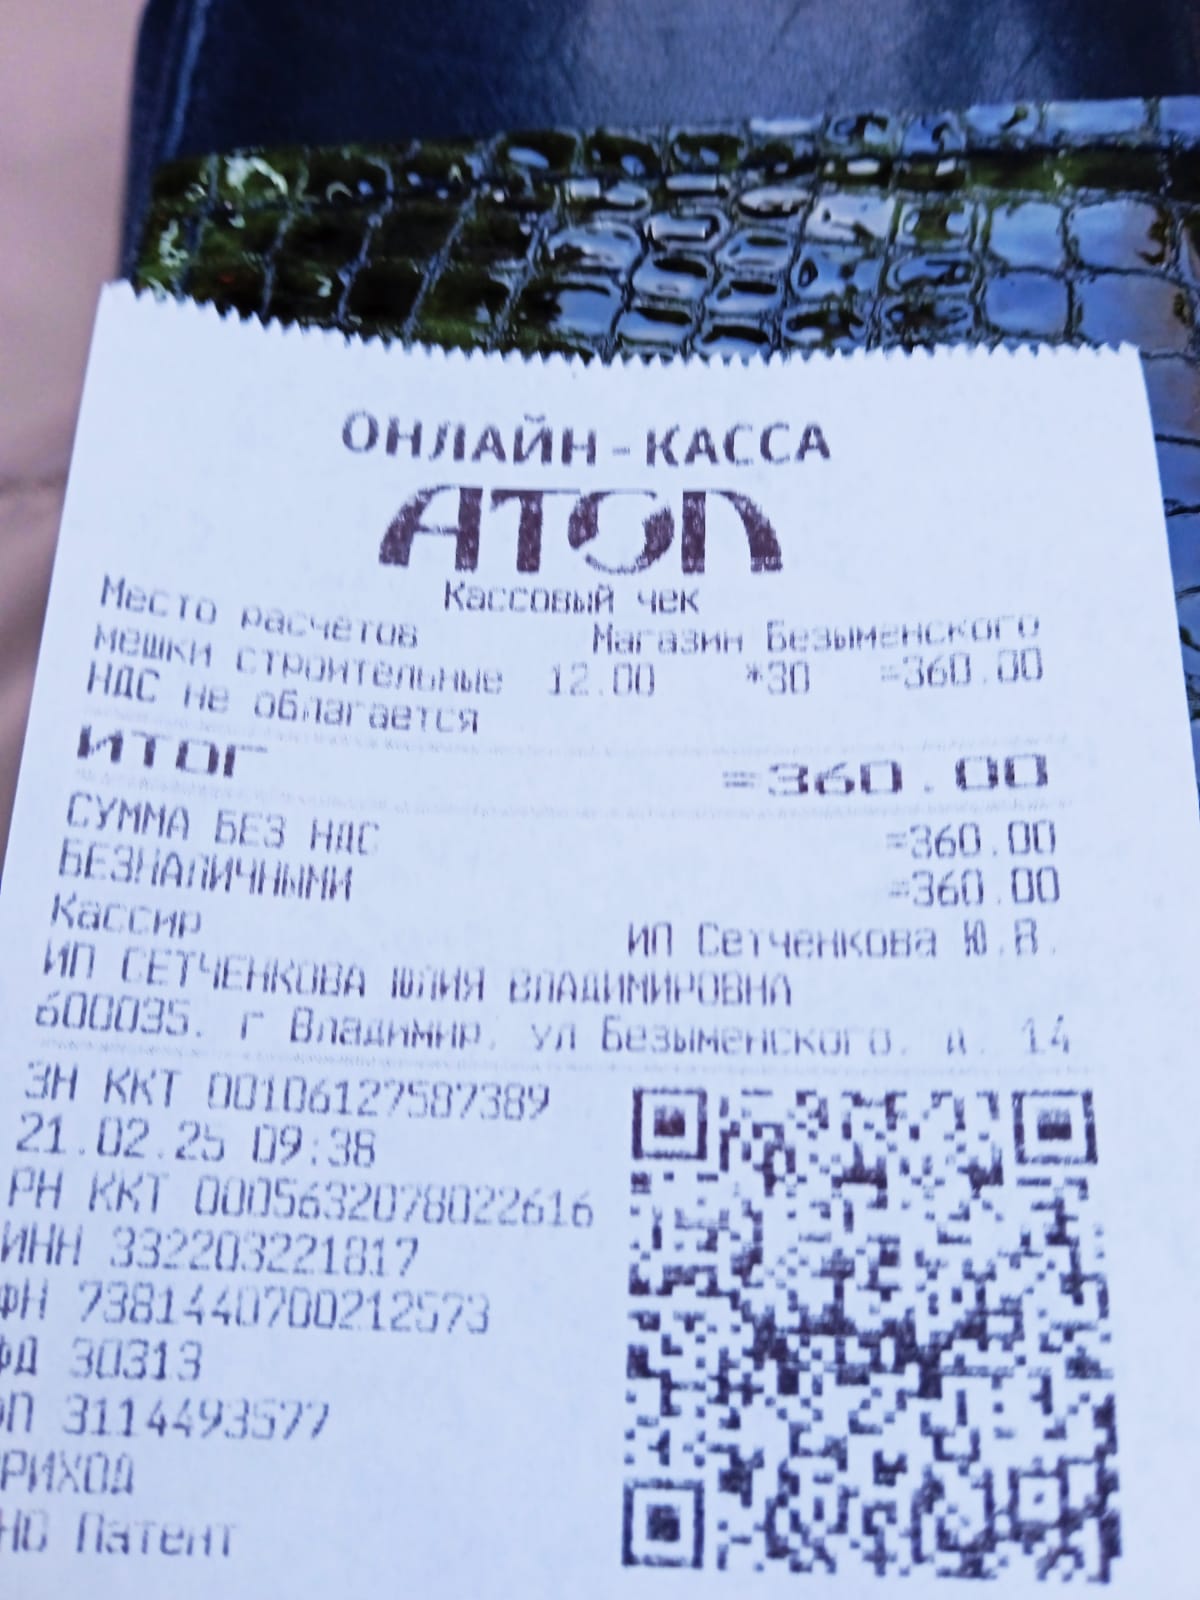 ОНЛАЙН-КАССА
АТОЛ
Кассовый чек
Место расчетов Магазин Безыменского
мешки строительные 12.00 *30 =360.00
НДС не облагается
ИТОГ =360.00
СУММА БЕЗ НДС =360.00
БЕЗНАЛИЧНЫМИ =360.00
Кассир ИП Сетченкова Ю.В.
ИП СЕТЧЕНКОВА ЮЛИЯ ВЛАДИМИРОВНА
600035, г Владимир, ул Безыменского, д. 14
ЗН ККТ 00106127587389
21.02.25 09:38
РН ККТ 0005632078022616
ИНН 332203221817
ФН 7381440700212573
ФД 30313
ФП 3114493577
РИХОД
НО Патент